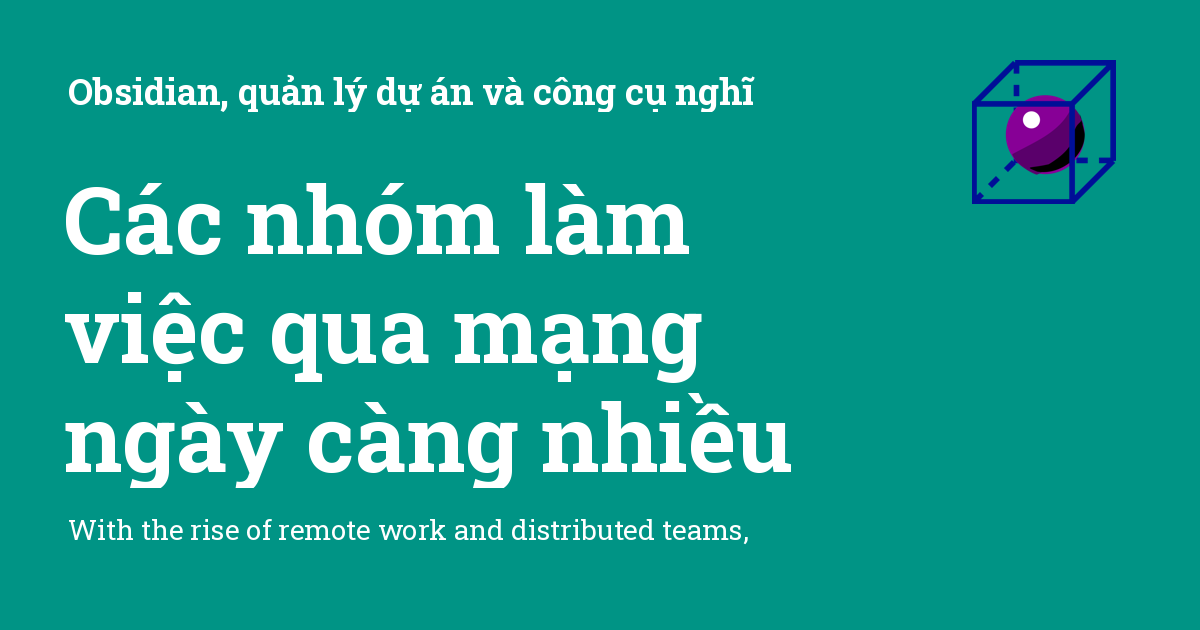 Obsidian, quản lý dự án và công cụ nghĩ
Các nhóm làm
việc qua mạng
ngày càng nhiều
With the rise of remote work and distributed teams,